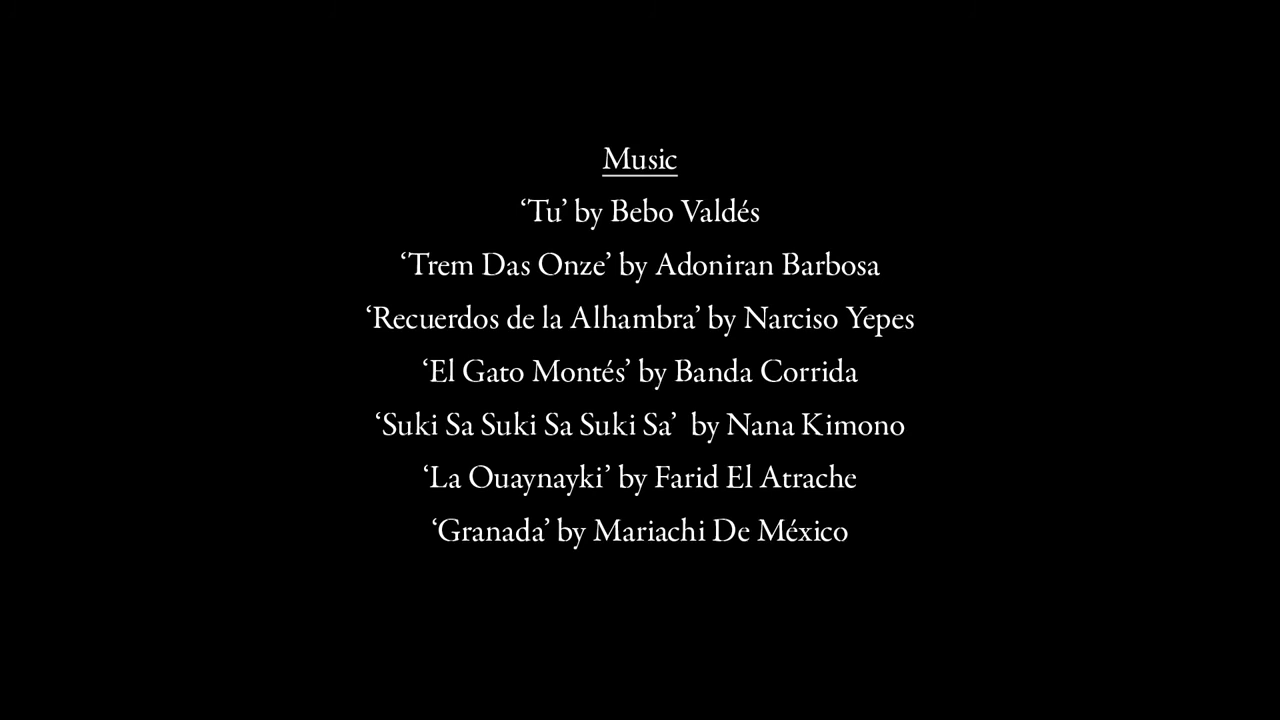 Music
‘Tu’ by Bebo Valdés
‘Trem Das Onze’ by Adoniran Barbosa
‘Recuerdos de la Alhambra’ by Narciso Yepes
‘El Gato Montés’ by Banda Corrida
‘Suki Sa Suki Sa Suki Sa’  by Nana Kimono
‘La Ouaynayki’ by Farid El Atrache
‘Granada’ by Mariachi De México